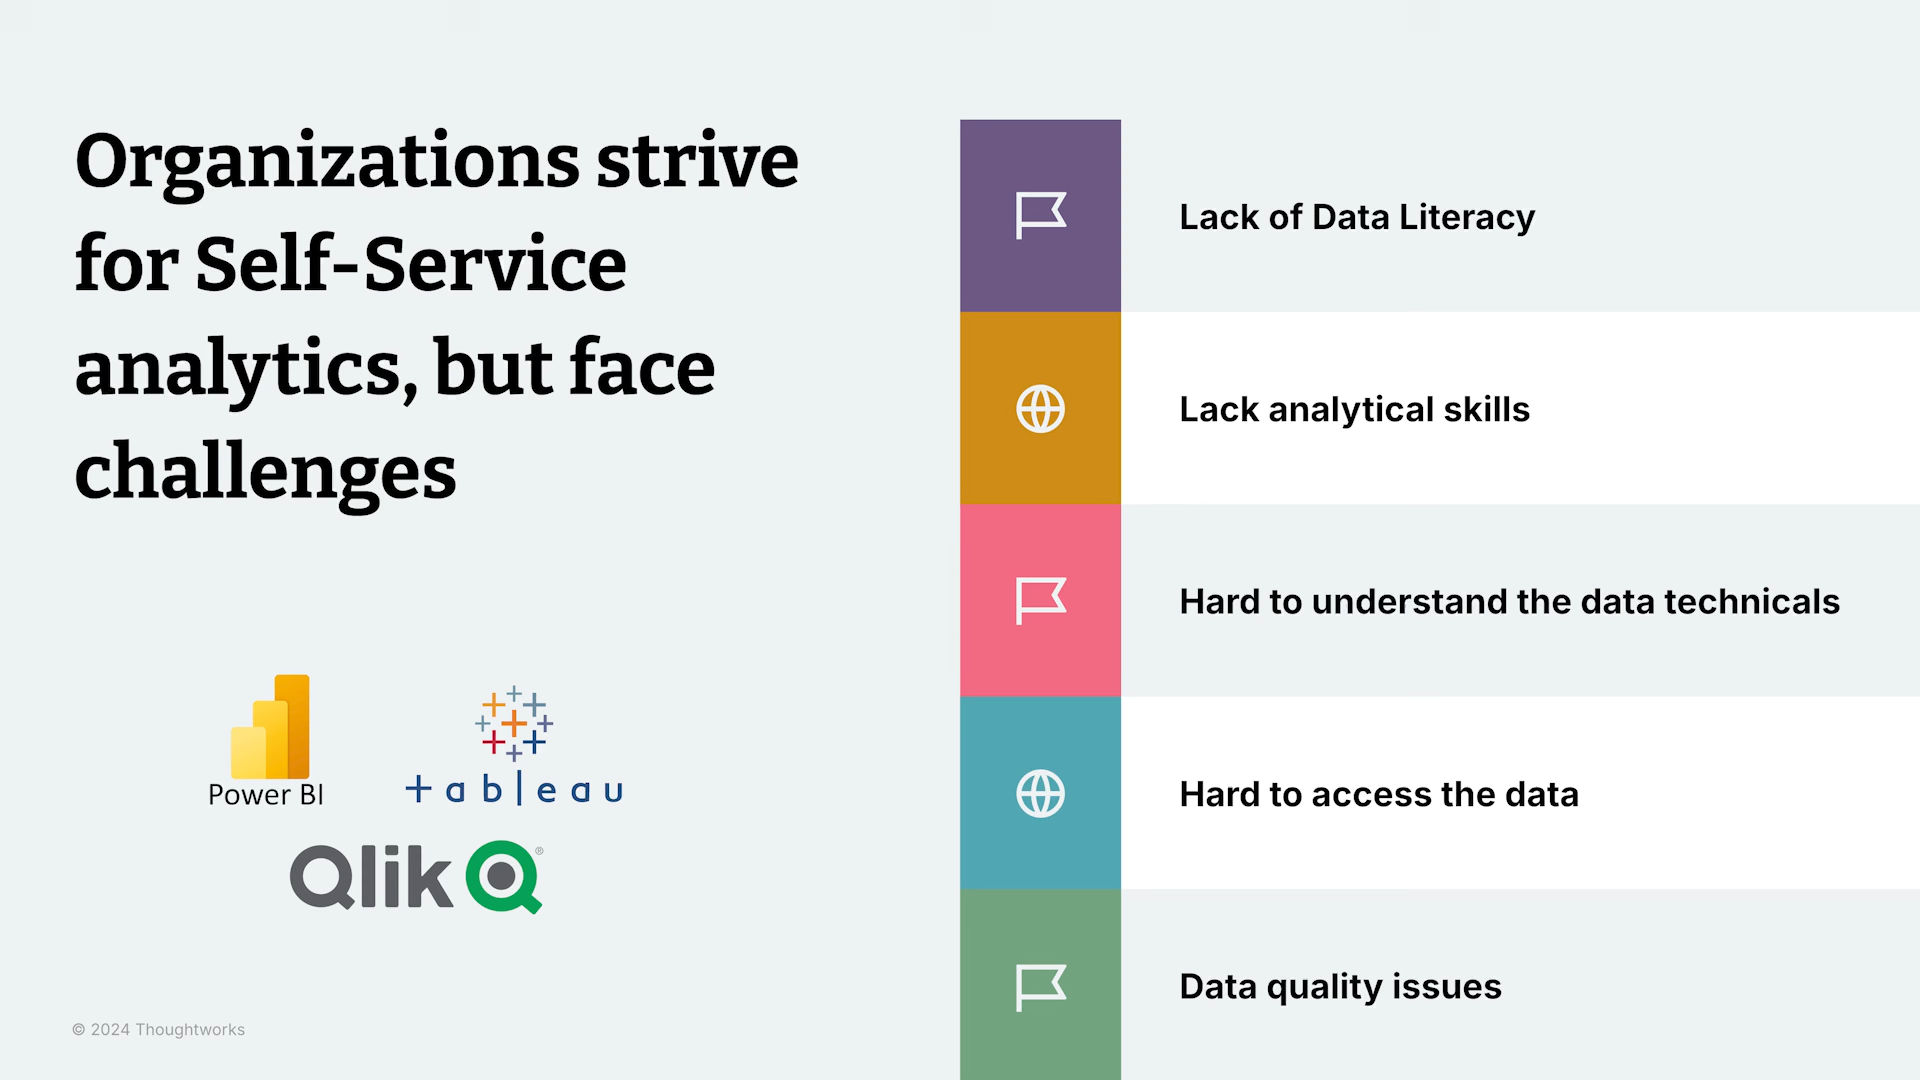 Organizations strive
for Self-Service
analytics, but face
challenges
Power BI
+ableau
Qlik
®
© 2024 Thoughtworks
Lack of Data Literacy
Lack analytical skills
Hard to understand the data technicals
Hard to access the data
Data quality issues